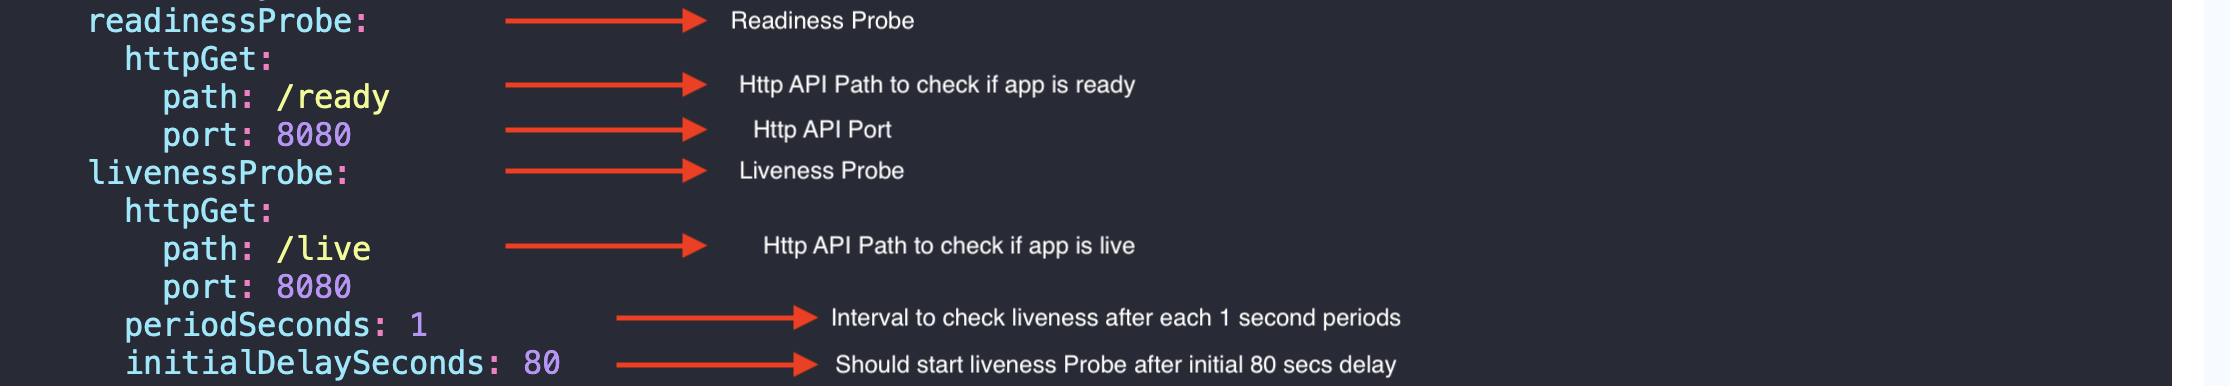 readinessProbe: Readiness Probe
httpGet:
path: /ready Http API Path to check if app is ready
port: 8080 Http API Port
livenessProbe: Liveness Probe
httpGet:
path: /live Http API Path to check if app is live
port: 8080
periodSeconds: 1 Interval to check liveness after each 1 second periods
initialDelaySeconds: 80 Should start liveness Probe after initial 80 secs delay